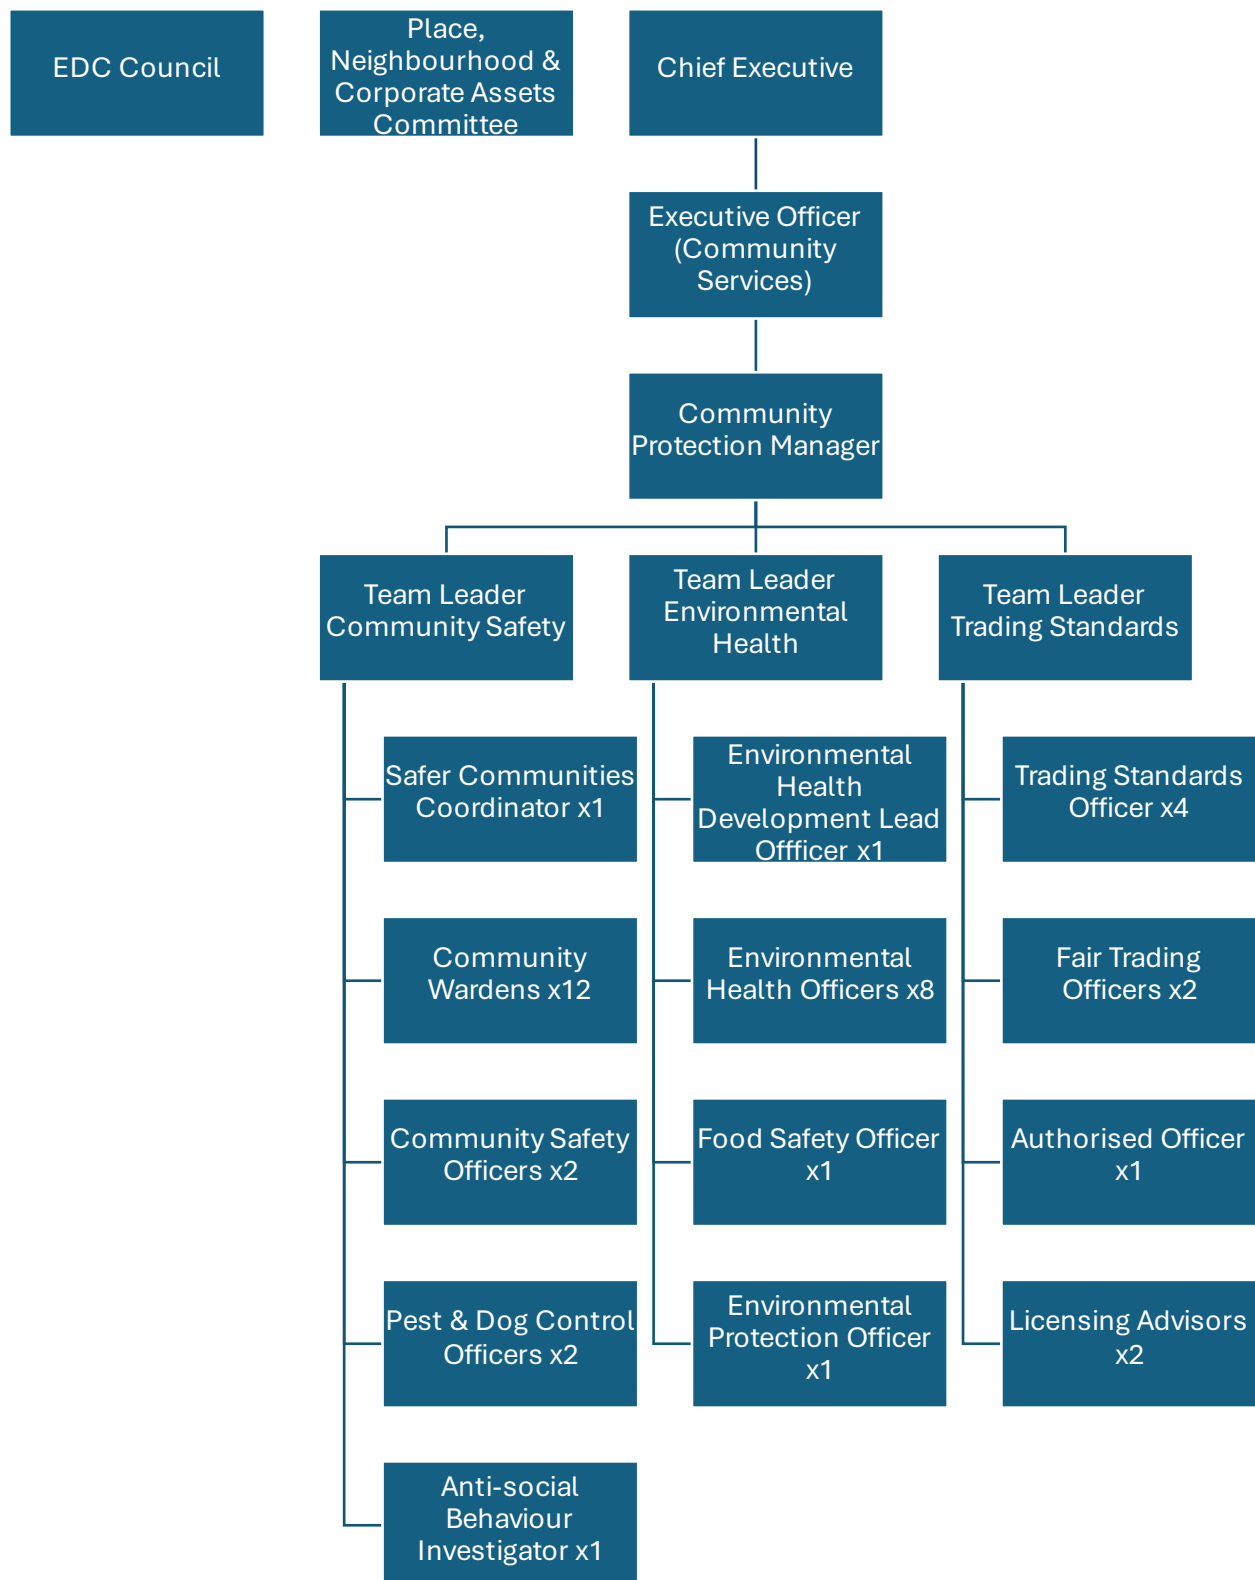 EDC Council
Place,
Neighbourhood &
Corporate Assets
Committee
Chief Executive
Executive Officer
(Community
Services)
Community
Protection Manager
Team Leader
Community Safety
Team Leader
Environmental
Health
Team Leader
Trading Standards
Safer Communities
Coordinator x1
Community
Wardens x12
Community Safety
Officers x2
Pest & Dog Control
Officers x2
Anti-social
Behaviour
Investigator x1
Environmental
Health
Development Lead
Offficer x1
Environmental
Health Officers x8
Food Safety Officer
x1
Environmental
Protection Officer
x1
Trading Standards
Officer x4
Fair Trading
Officers x2
Authorised Officer
x1
Licensing Advisors
x2